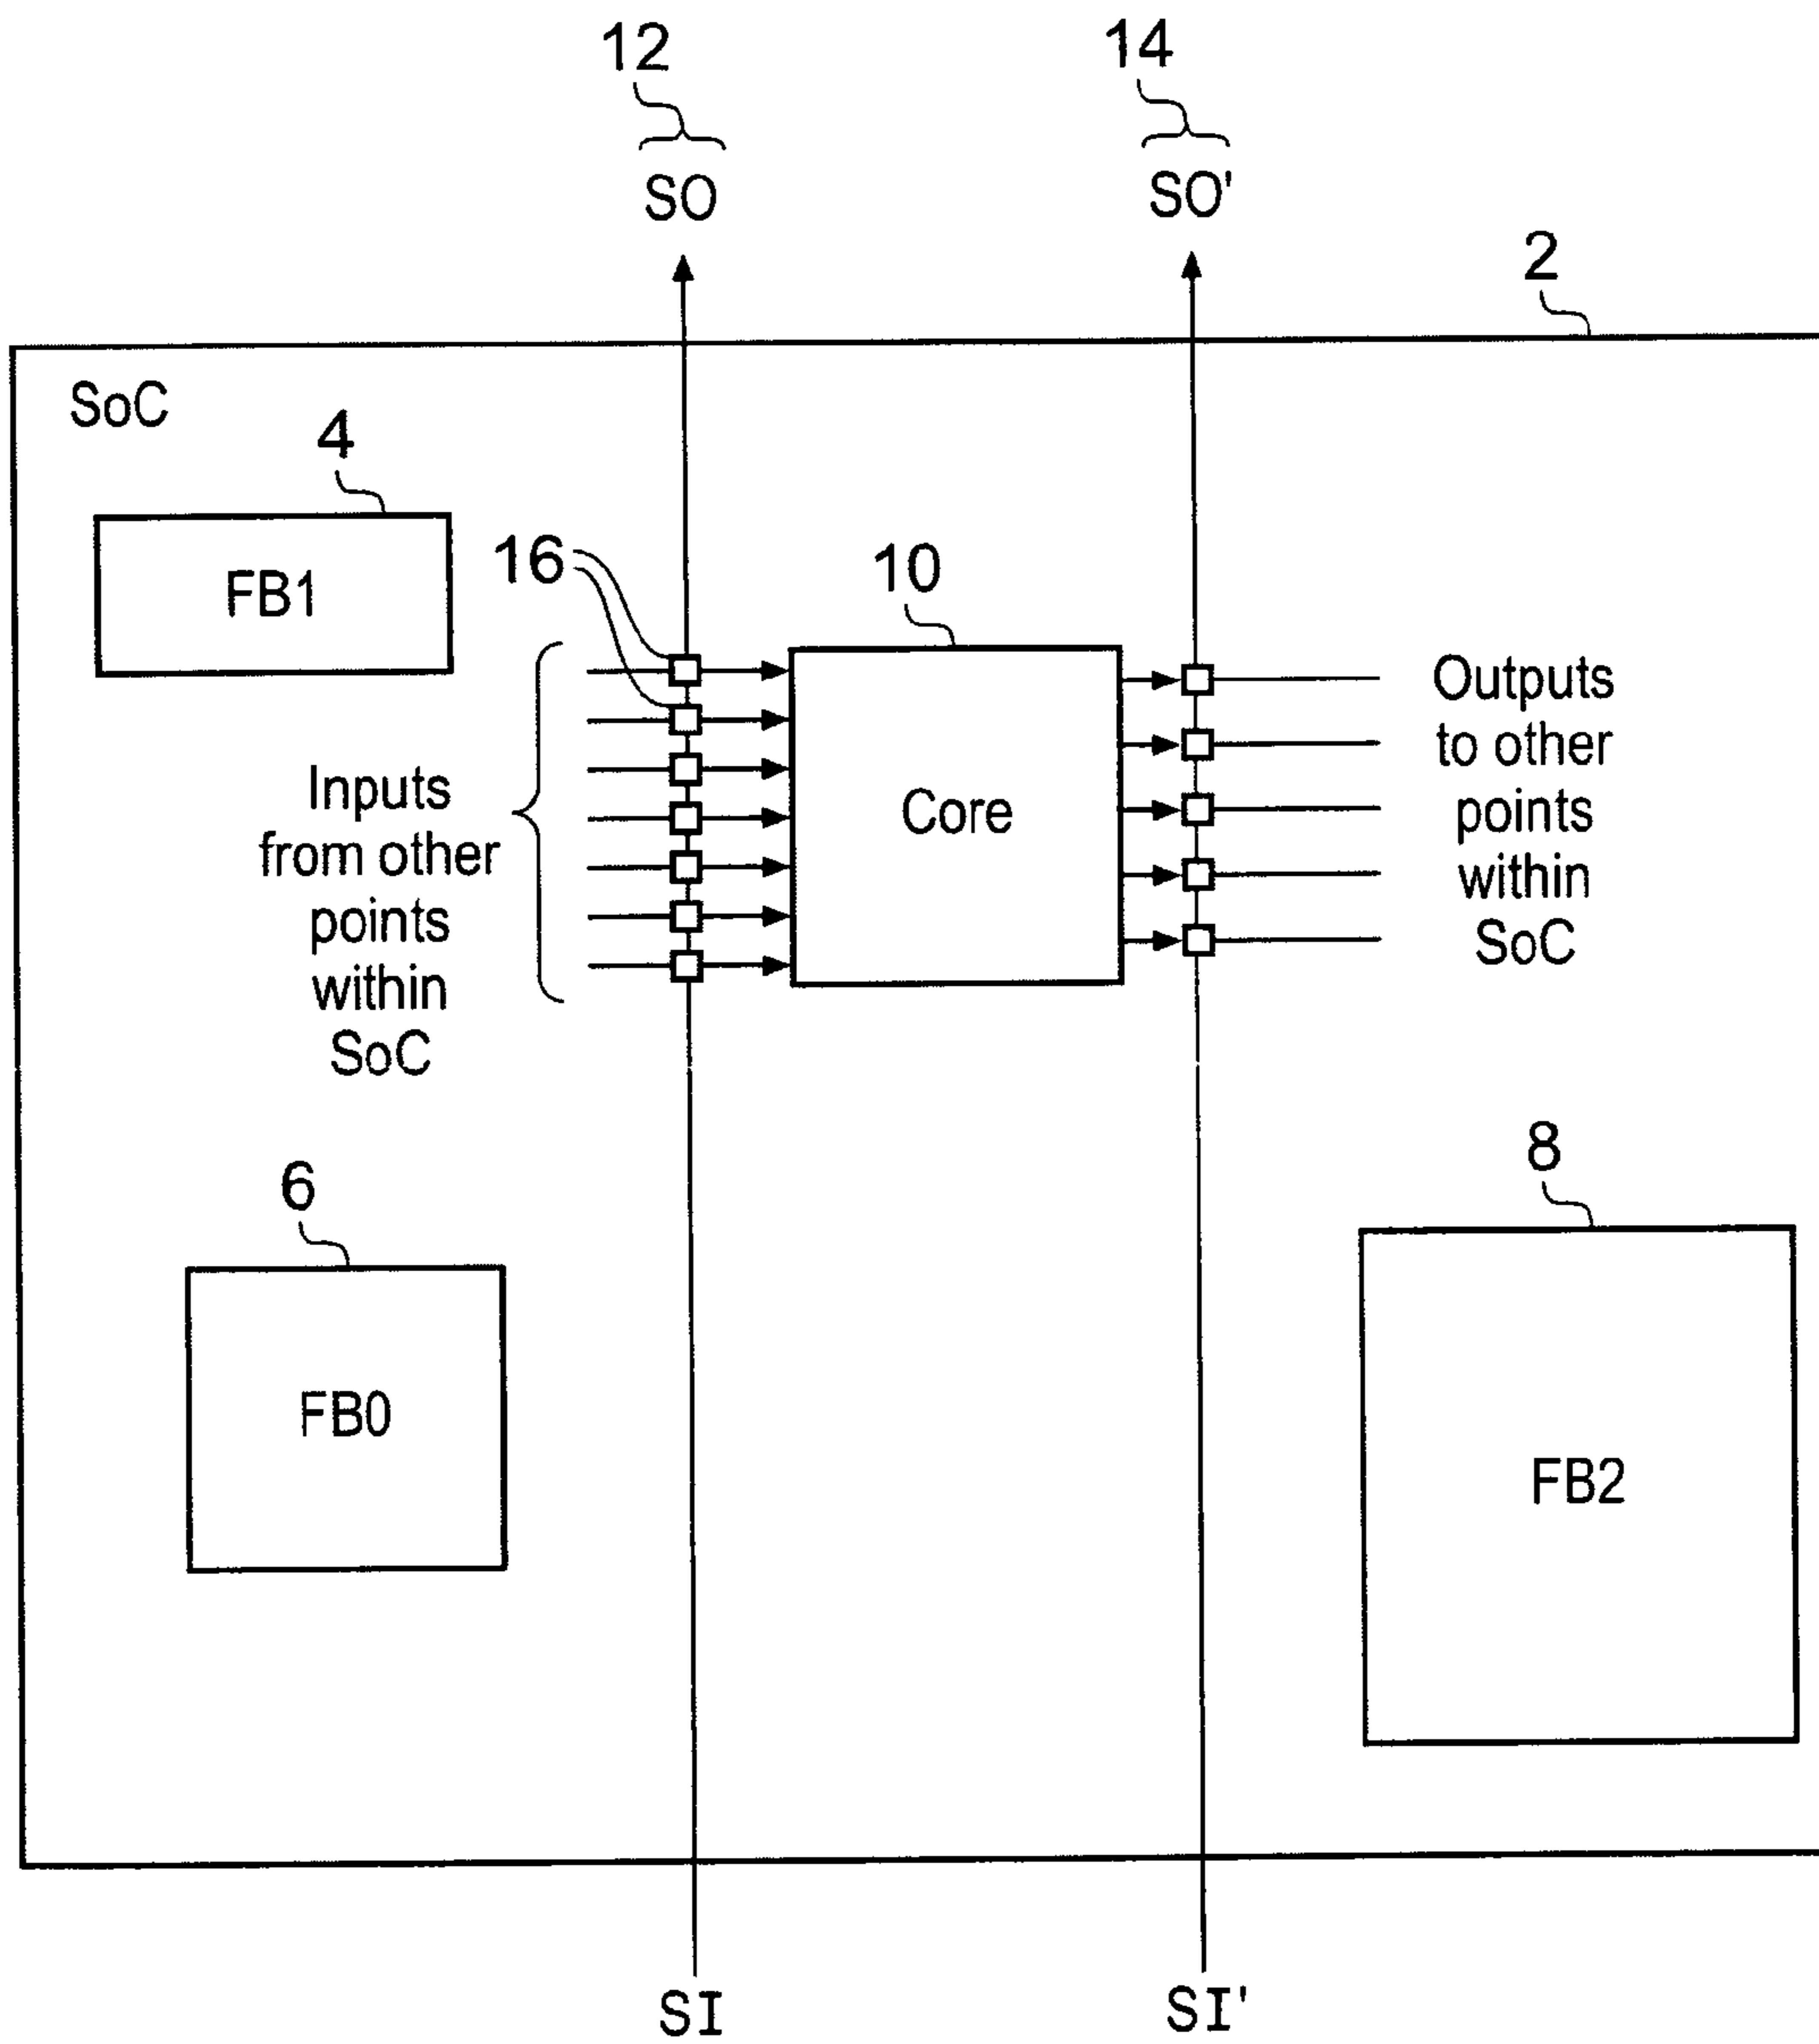 12
14
SO
SO'
2
SoC
4
FB1
16
10
Inputs
from other
points
within
SoC
Core
Outputs
to other
points
within
SoC
6
FB0
8
FB2
SI
SI'